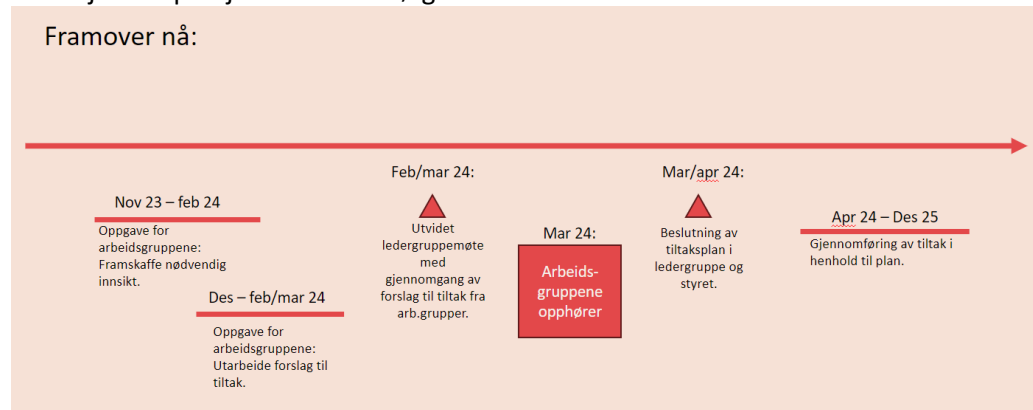 Framover nå:
Nov 23 – feb 24
Oppgave for
arbeidsgruppene:
Framskaffe nødvendig
innsikt.
Des – feb/mar 24
Oppgave for
arbeidsgruppene:
Utarbeide forslag til
tiltak.
Feb/mar 24:
Utvidet
ledergruppemøte
med
gjennomgang av
forslag til tiltak fra
arb.grupper.
Mar 24:
Arbeids-
gruppene
opphører
Mar/apr 24:
Beslutning av
tiltaksplan i
ledergruppe og
styret.
Apr 24 – Des 25
Gjennomføring av tiltak i
henhold til plan.